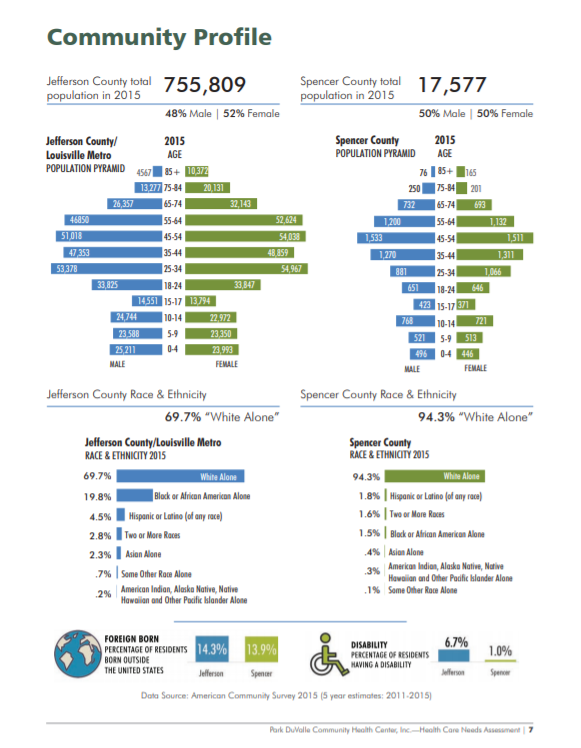 Community Profile
Jefferson County total
population in 2015
755,809
48% Male | 52% Female
Spencer County total
population in 2015
17,577
50% Male | 50% Female
Jefferson County/
Louisville Metro
POPULATION PYRAMID
2015
AGE
4567 85+ 10,372
13,277 75-84 20,131
26,357 65-74 32,143
46850 55-64 52,624
51,018 45-54 54,038
47,353 35-44 48,859
53,378 25-34 54,967
33,825 18-24 33,847
14,551 15-17 13,794
24,744 10-14 22,972
23,588 5-9 23,350
25,211 0-4 23,993
MALE FEMALE
Spencer County
POPULATION PYRAMID
2015
AGE
76 85+ 165
250 75-84 201
732 65-74 693
1,200 55-64 1,132
1,533 45-54 1,511
1,270 35-44 1,311
881 25-34 1,066
651 18-24 646
423 15-17 371
768 10-14 721
521 5-9 513
496 0-4 446
MALE FEMALE
Jefferson County Race & Ethnicity
69.7% “White Alone”
Spencer County Race & Ethnicity
94.3% “White Alone”
Jefferson County/Louisville Metro
RACE & ETHNICITY 2015
69.7% White Alone
19.8% Black or African American Alone
4.5% Hispanic or Latino (of any race)
2.8% Two or More Races
2.3% Asian Alone
.7% Some Other Race Alone
.2% American Indian, Alaska Native, Native
Hawaiian and Other Pacific Islander Alone
Spencer County
RACE & ETHNICITY 2015
94.3% White Alone
1.8% Hispanic or Latino (of any race)
1.6% Two or More Races
1.5% Black or African American Alone
.4% Asian Alone
.3% American Indian, Alaska Native, Native
Hawaiian and Other Pacific Islander Alone
.1% Some Other Race Alone
FOREIGN BORN
PERCENTAGE OF RESIDENTS
BORN OUTSIDE
THE UNITED STATES
14.3% 13.9%
Jefferson Spencer
DISABILITY
PERCENTAGE OF RESIDENTS
HAVING A DISABILITY
6.7% 1.0%
Jefferson Spencer
Data Source: American Community Survey 2015 (5 year estimates: 2011-2015)
Park DuValle Community Health Center, Inc.—Health Care Needs Assessment | 7